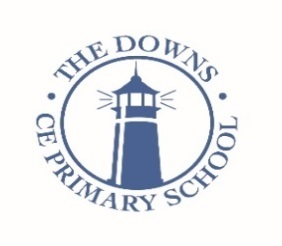 · THE DOWNS ·
CE PRIMARY SCHOOL